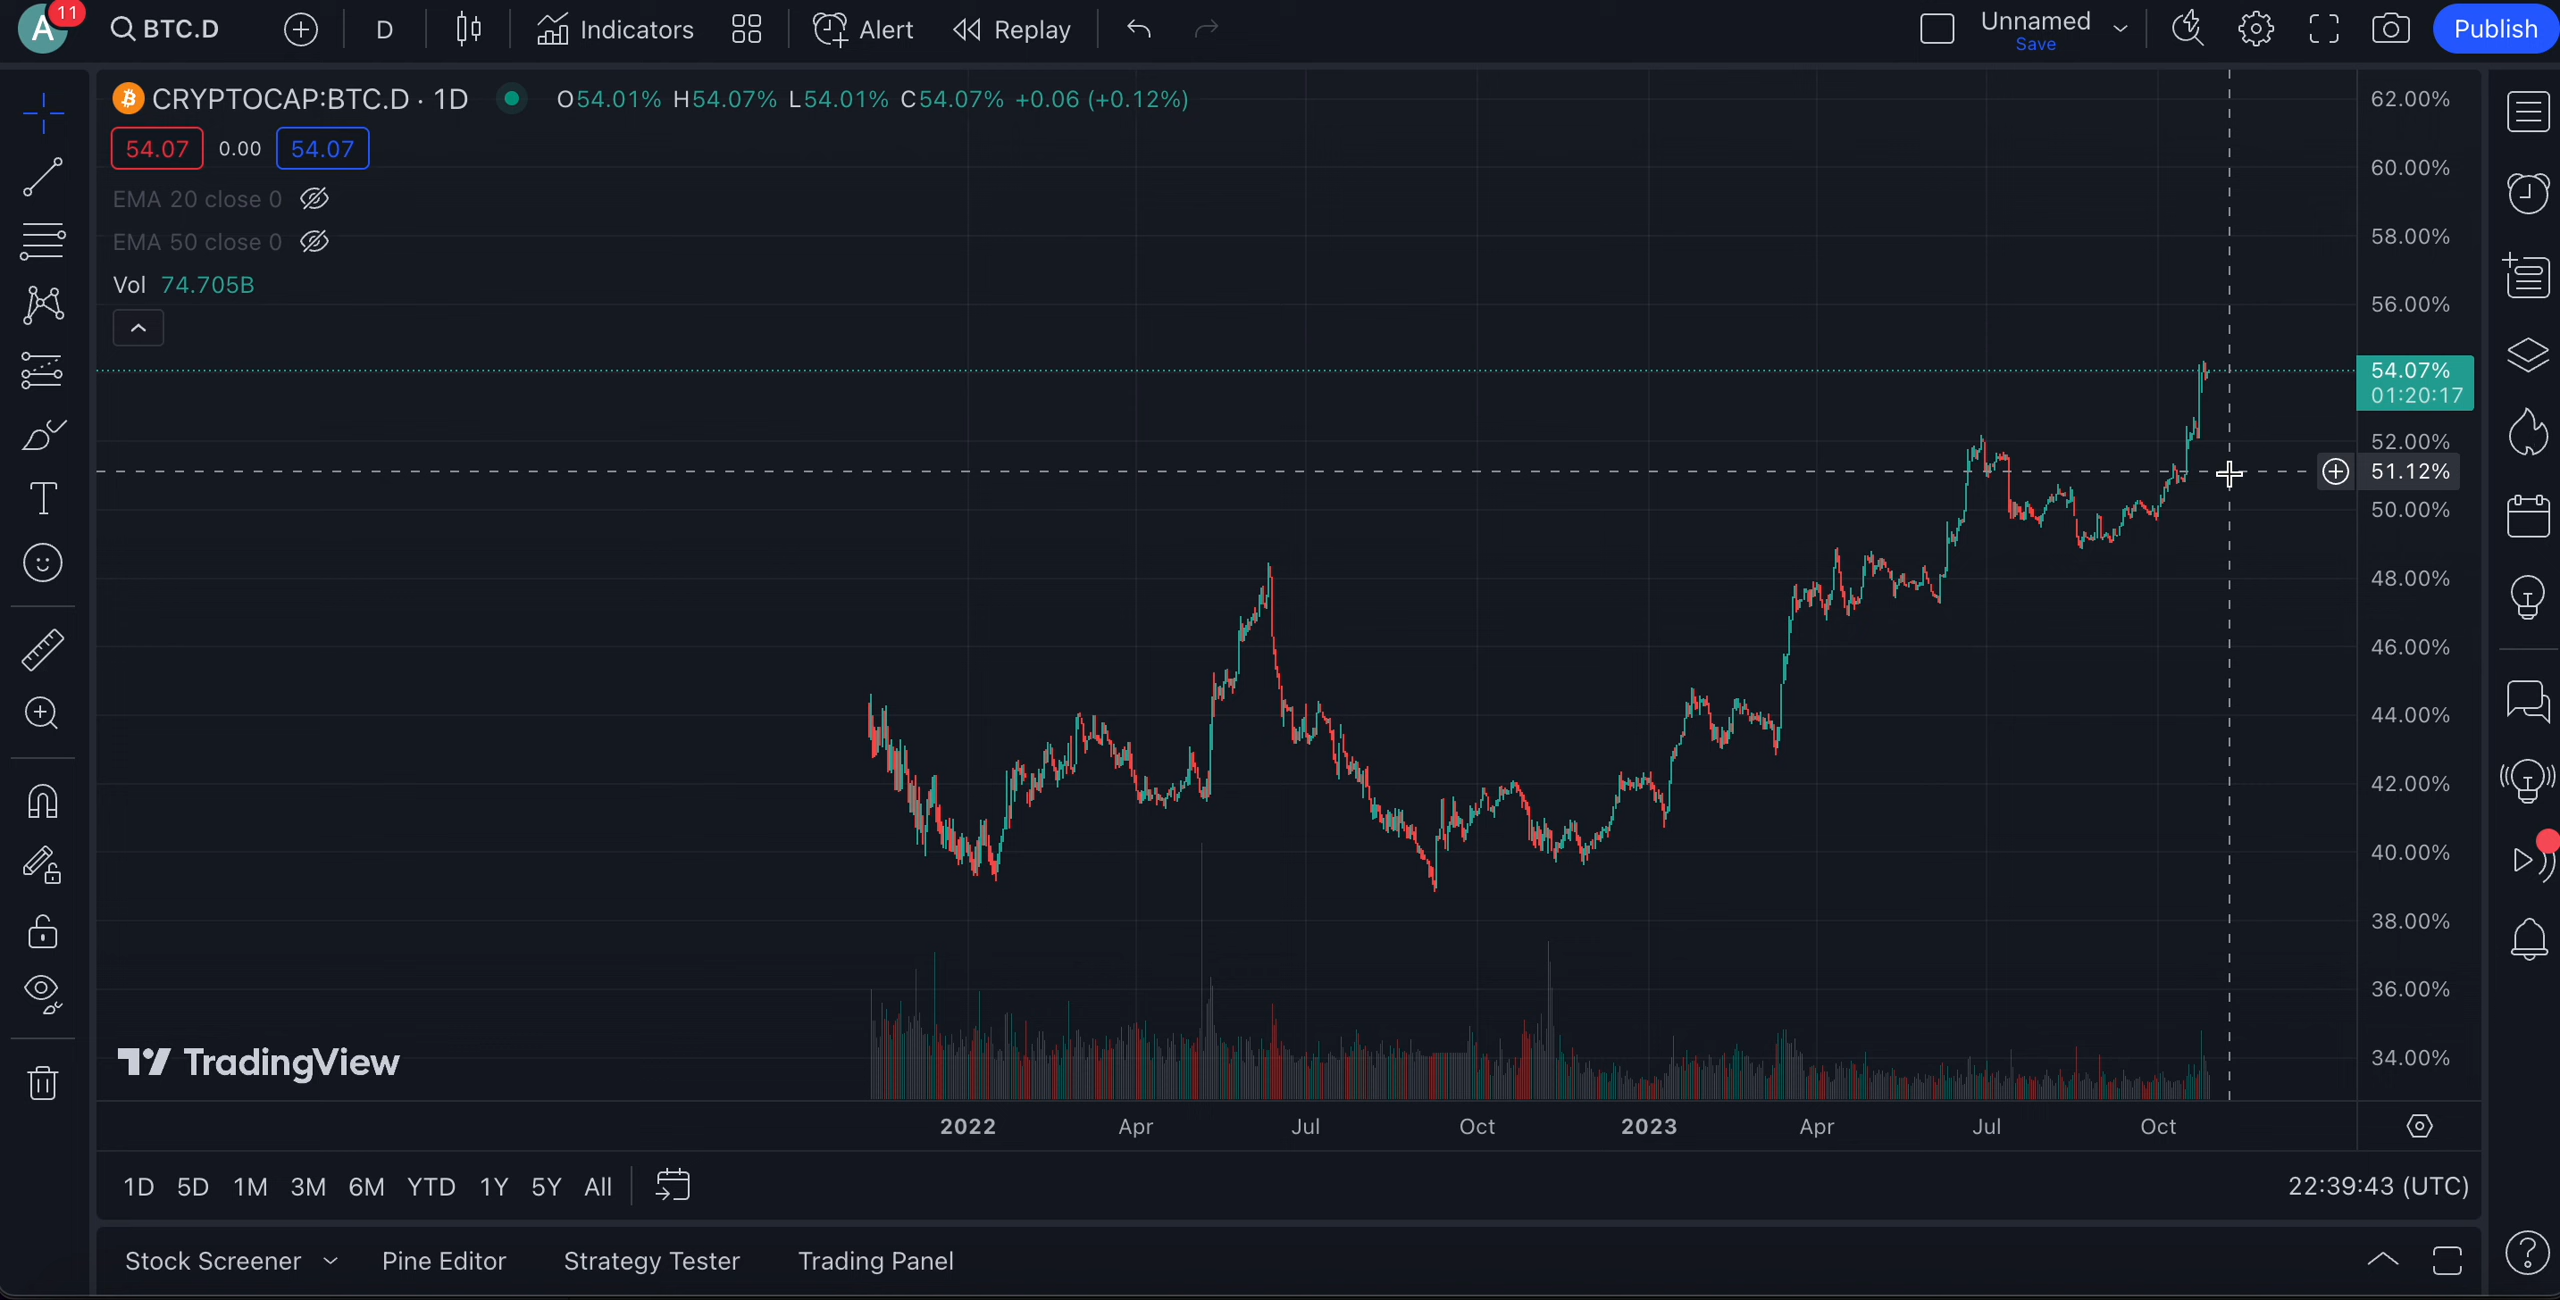 A 11 BTC.D D Indicators Alert Replay Unnamed Save Publish
CRYPTOCAP:BTC.D · 1D O54.01% H54.07% L54.01% C54.07% +0.06 (+0.12%)
54.07 0.00 54.07
EMA 20 close 0
EMA 50 close 0
Vol 74.705B
62.00%
60.00%
58.00%
56.00%
54.07%
01:20:17
52.00%
51.12%
50.00%
48.00%
46.00%
44.00%
42.00%
40.00%
38.00%
36.00%
34.00%
TradingView
2022 Apr Jul Oct 2023 Apr Jul Oct
1D 5D 1M 3M 6M YTD 1Y 5Y All 22:39:43 (UTC)
Stock Screener Pine Editor Strategy Tester Trading Panel